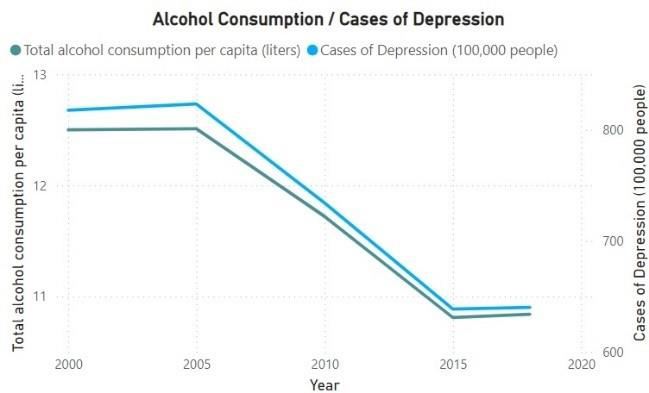 Alcohol Consumption / Cases of Depression
Total alcohol consumption per capita (liters) Cases of Depression (100,000 people)
Total alcohol consumption per capita (li...
13
12
11
800
700
600
Cases of Depression (100,000 people)
2000 2005 2010 2015 2020
Year